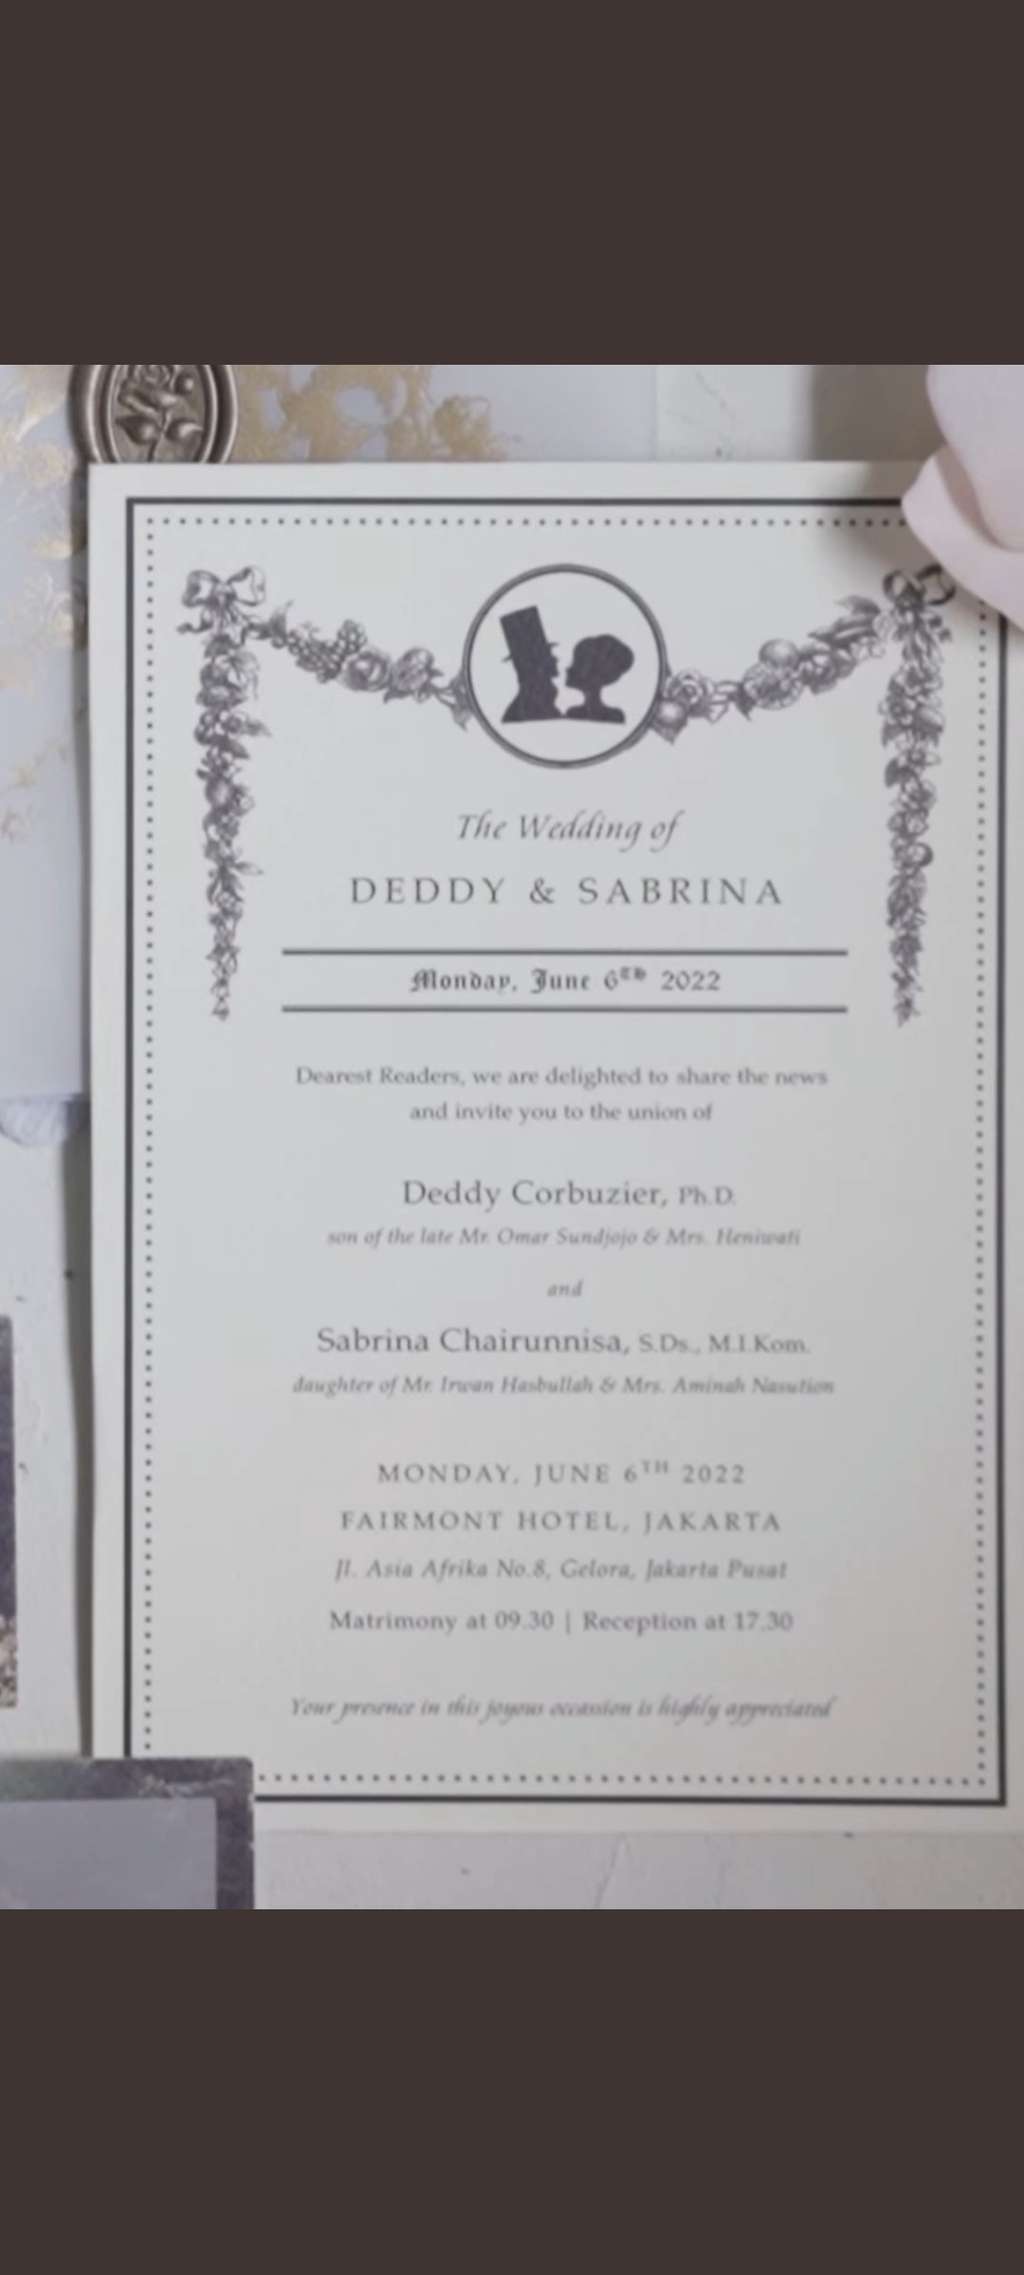 The Wedding of
DEDDY & SABRINA
Monday, June 6th 2022
Dearest Readers, we are delighted to share the news
and invite you to the union of
Deddy Corbuzier, Ph.D.
son of the late Mr. Omar Sundjojo & Mrs. Heniwati
and
Sabrina Chairunnisa, S.Ds., M.I.Kom.
daughter of Mr. Irwan Hasbullah & Mrs. Aminah Nasution
MONDAY, JUNE 6TH 2022
FAIRMONT HOTEL, JAKARTA
Jl. Asia Afrika No.8, Gelora, Jakarta Pusat
Matrimony at 09.30 | Reception at 17.30
Your presence in this joyous occassion is highly appreciated